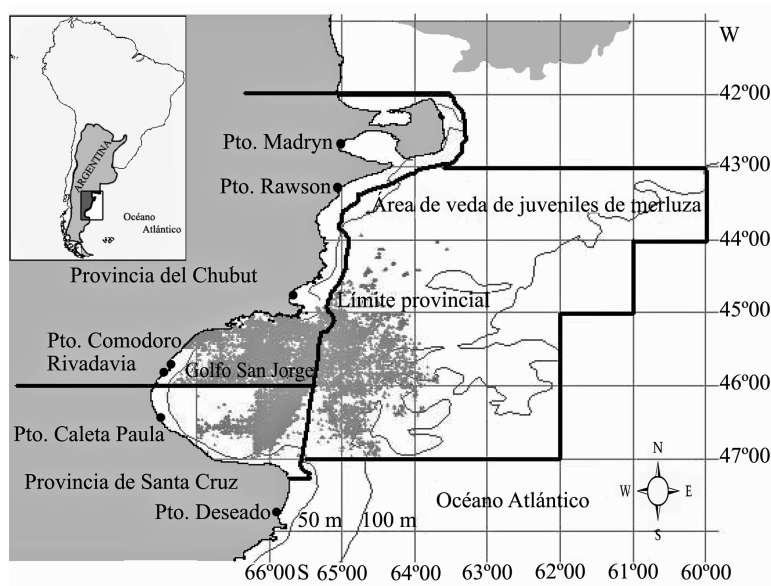 W
42º00
ARGENTINA
Pto. Madryn
43º00
Pto. Rawson
Área de veda de juveniles de merluza
Océano
Atlántico
44º00
Provincia del Chubut
Límite provincial
45º00
Pto. Comodoro
Rivadavia
Golfo San Jorge
46º00
Pto. Caleta Paula
N
47º00
Provincia de Santa Cruz
W E
Océano Atlántico
Pto. Deseado
50 m 100 m
S
66º00S 65º00 64º00 63º00 62º00 61º00 60º00